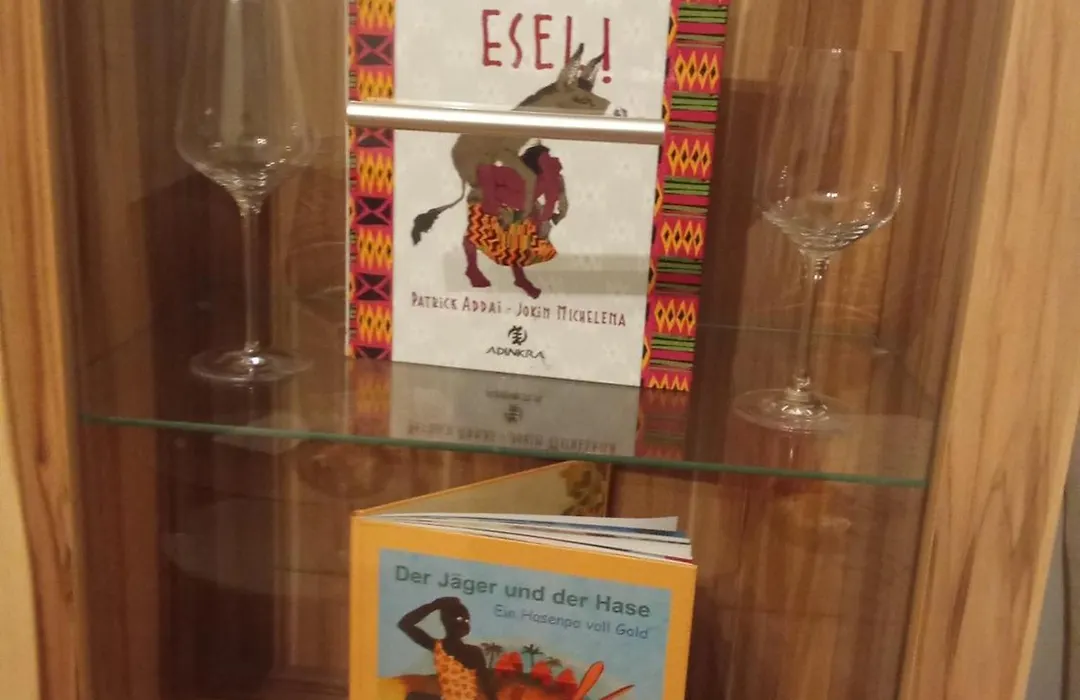 ESEL!
PATRICK ADDAI - JOKIN MICHELENA
ADINKRA
Der Jäger und der Hase
Ein Hasenpo voll Gold